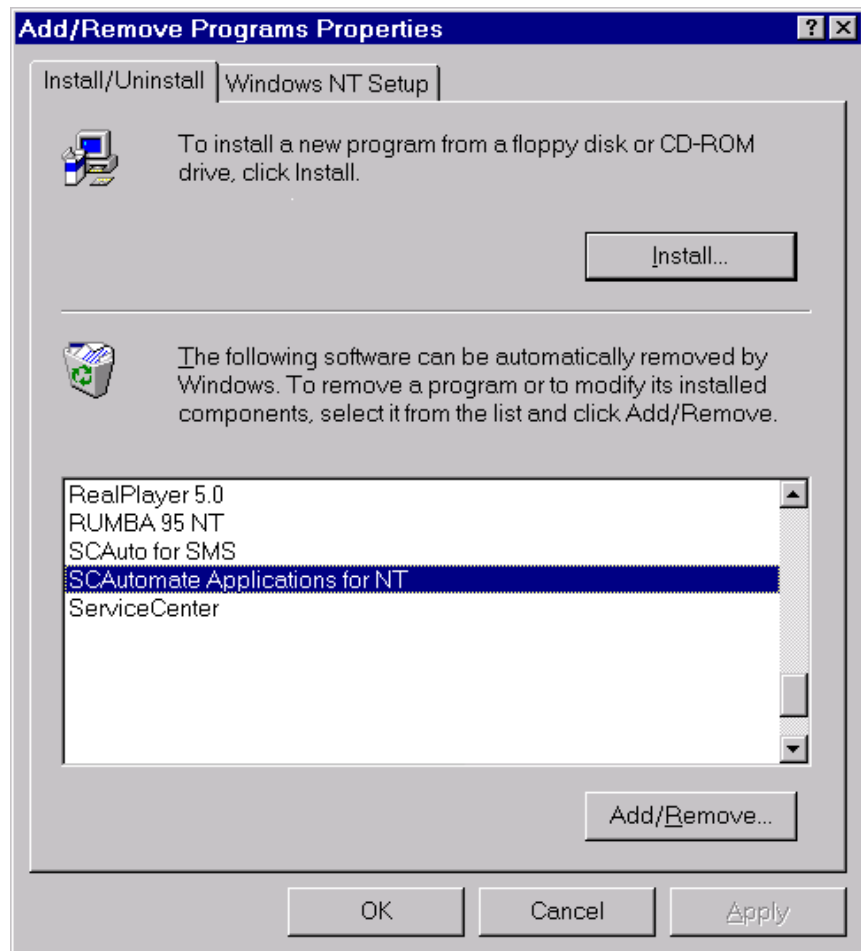 Add/Remove Programs Properties
Install/Uninstall
Windows NT Setup
To install a new program from a floppy disk or CD-ROM
drive, click Install.
Install...
The following software can be automatically removed by
Windows. To remove a program or to modify its installed
components, select it from the list and click Add/Remove.
RealPlayer 5.0
RUMBA 95 NT
SCAuto for SMS
SCAutomate Applications for NT
ServiceCenter
Add/Remove...
OK
Cancel
Apply